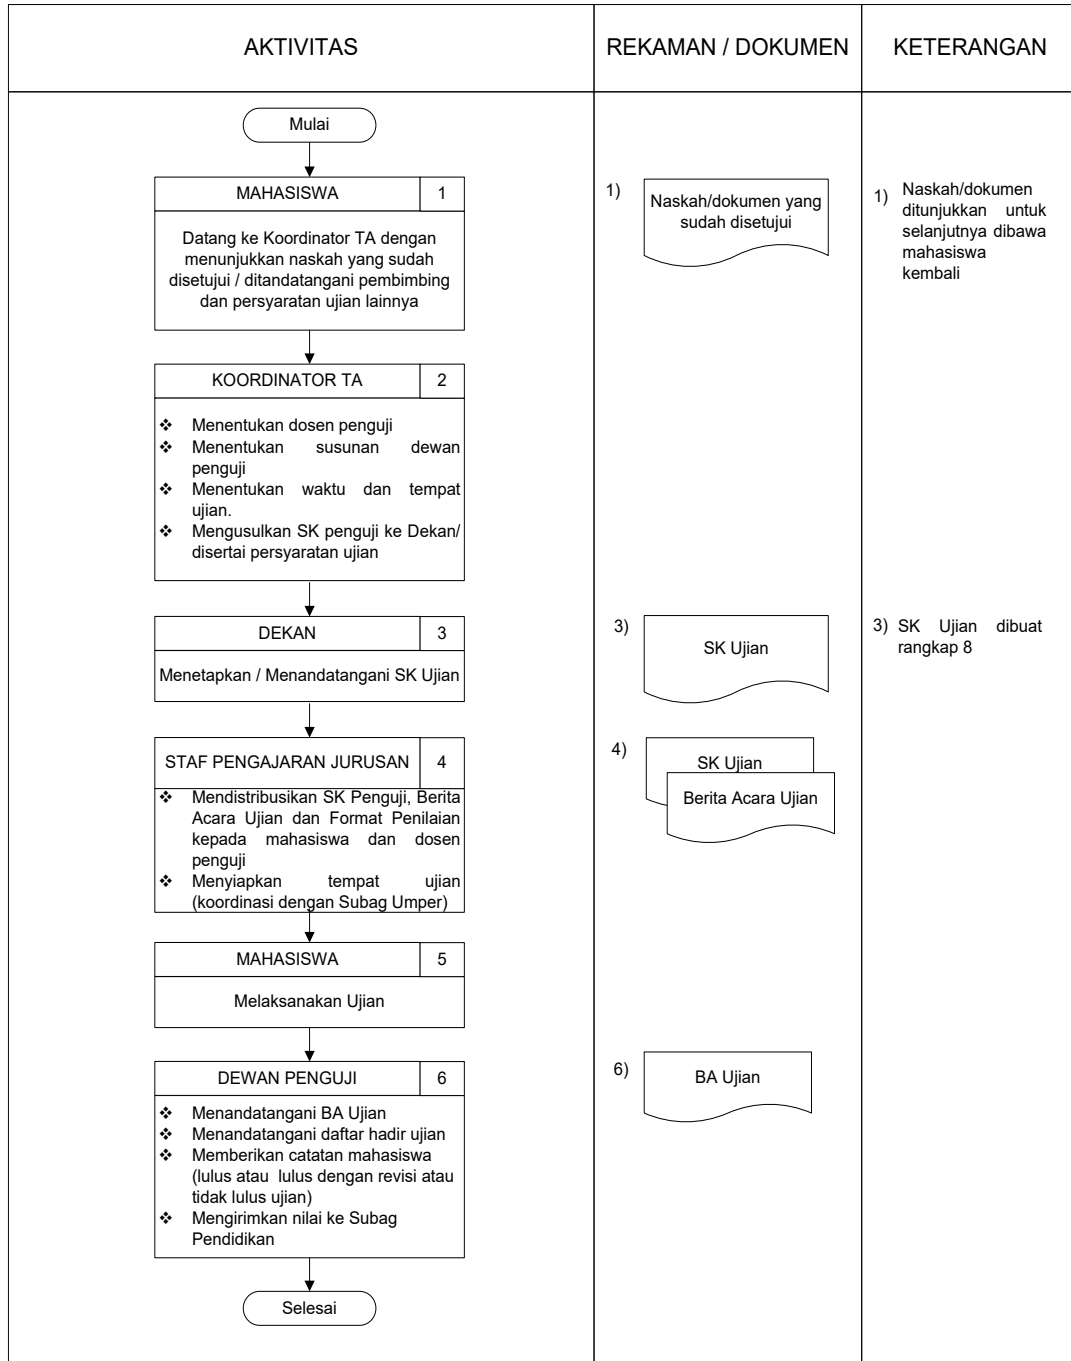 AKTIVITAS
REKAMAN / DOKUMEN
KETERANGAN
Mulai
MAHASISWA
1
Datang ke Koordinator TA dengan
menunjukkan naskah yang sudah
disetujui / ditandatangani pembimbing
dan persyaratan ujian lainnya
1)
Naskah/dokumen yang
sudah disetujui
1)
Naskah/dokumen
ditunjukkan untuk
selanjutnya dibawa
mahasiswa
kembali
KOORDINATOR TA
2
❖ Menentukan dosen penguji
❖ Menentukan susunan dewan
penguji
❖ Menentukan waktu dan tempat
ujian.
❖ Mengusulkan SK penguji ke Dekan/
disertai persyaratan ujian
DEKAN
3
Menetapkan / Menandatangani SK Ujian
3)
SK Ujian
3) SK Ujian dibuat
rangkap 8
STAF PENGAJARAN JURUSAN
4
❖ Mendistribusikan SK Penguji, Berita
Acara Ujian dan Format Penilaian
kepada mahasiswa dan dosen
penguji
❖ Menyiapkan tempat ujian
(koordinasi dengan Subag Umper)
4)
SK Ujian
Berita Acara Ujian
MAHASISWA
5
Melaksanakan Ujian
DEWAN PENGUJI
6
❖ Menandatangani BA Ujian
❖ Menandatangani daftar hadir ujian
❖ Memberikan catatan mahasiswa
(lulus atau lulus dengan revisi atau
tidak lulus ujian)
❖ Mengirimkan nilai ke Subag
Pendidikan
6)
BA Ujian
Selesai